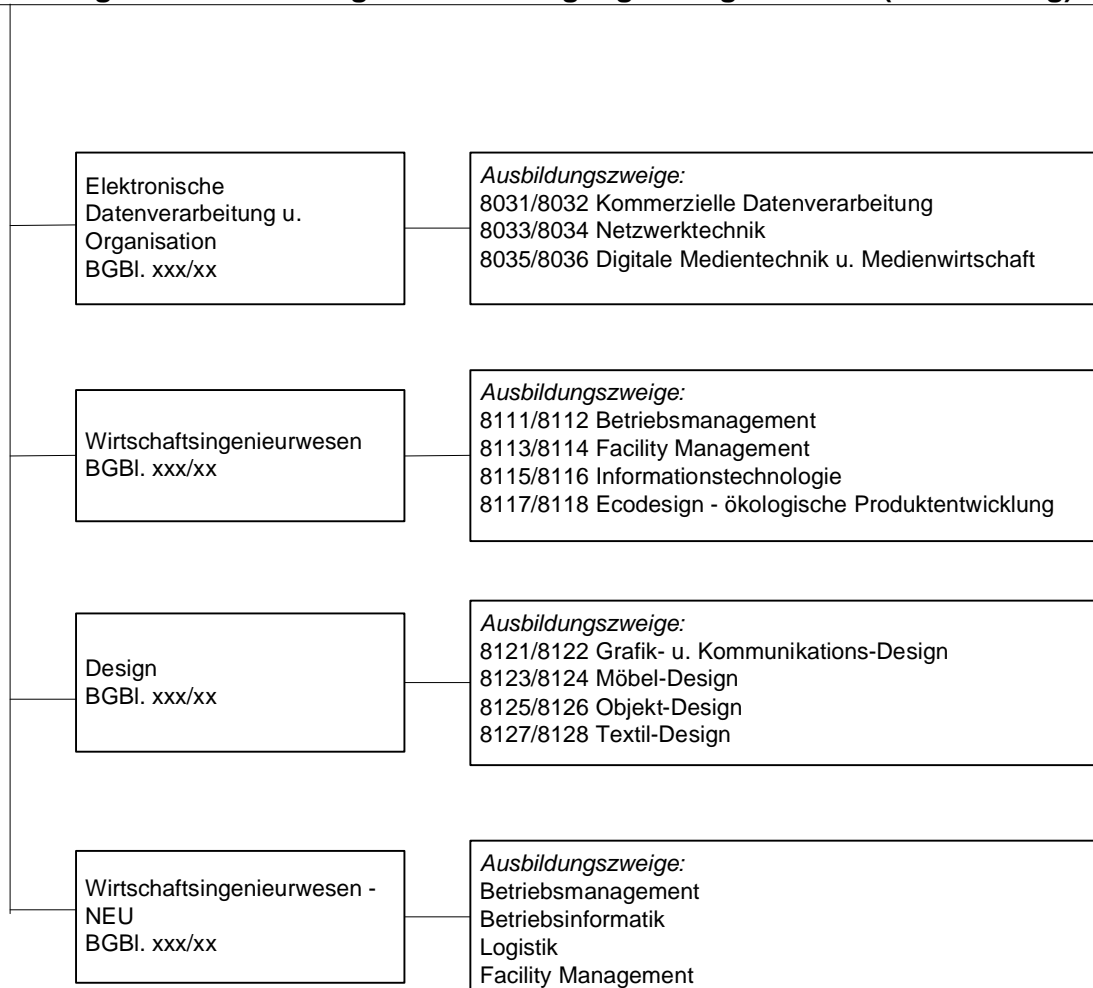 Elektronische
Datenverarbeitung u.
Organisation
BGBl. xxx/xx
Ausbildungszweige:
8031/8032 Kommerzielle Datenverarbeitung
8033/8034 Netzwerktechnik
8035/8036 Digitale Medientechnik u. Medienwirtschaft
Wirtschaftsingenieurwesen
BGBl. xxx/xx
Ausbildungszweige:
8111/8112 Betriebsmanagement
8113/8114 Facility Management
8115/8116 Informationstechnologie
8117/8118 Ecodesign - ökologische Produktentwicklung
Design
BGBl. xxx/xx
Ausbildungszweige:
8121/8122 Grafik- u. Kommunikations-Design
8123/8124 Möbel-Design
8125/8126 Objekt-Design
8127/8128 Textil-Design
Wirtschaftsingenieurwesen -
NEU
BGBl. xxx/xx
Ausbildungszweige:
Betriebsmanagement
Betriebsinformatik
Logistik
Facility Management